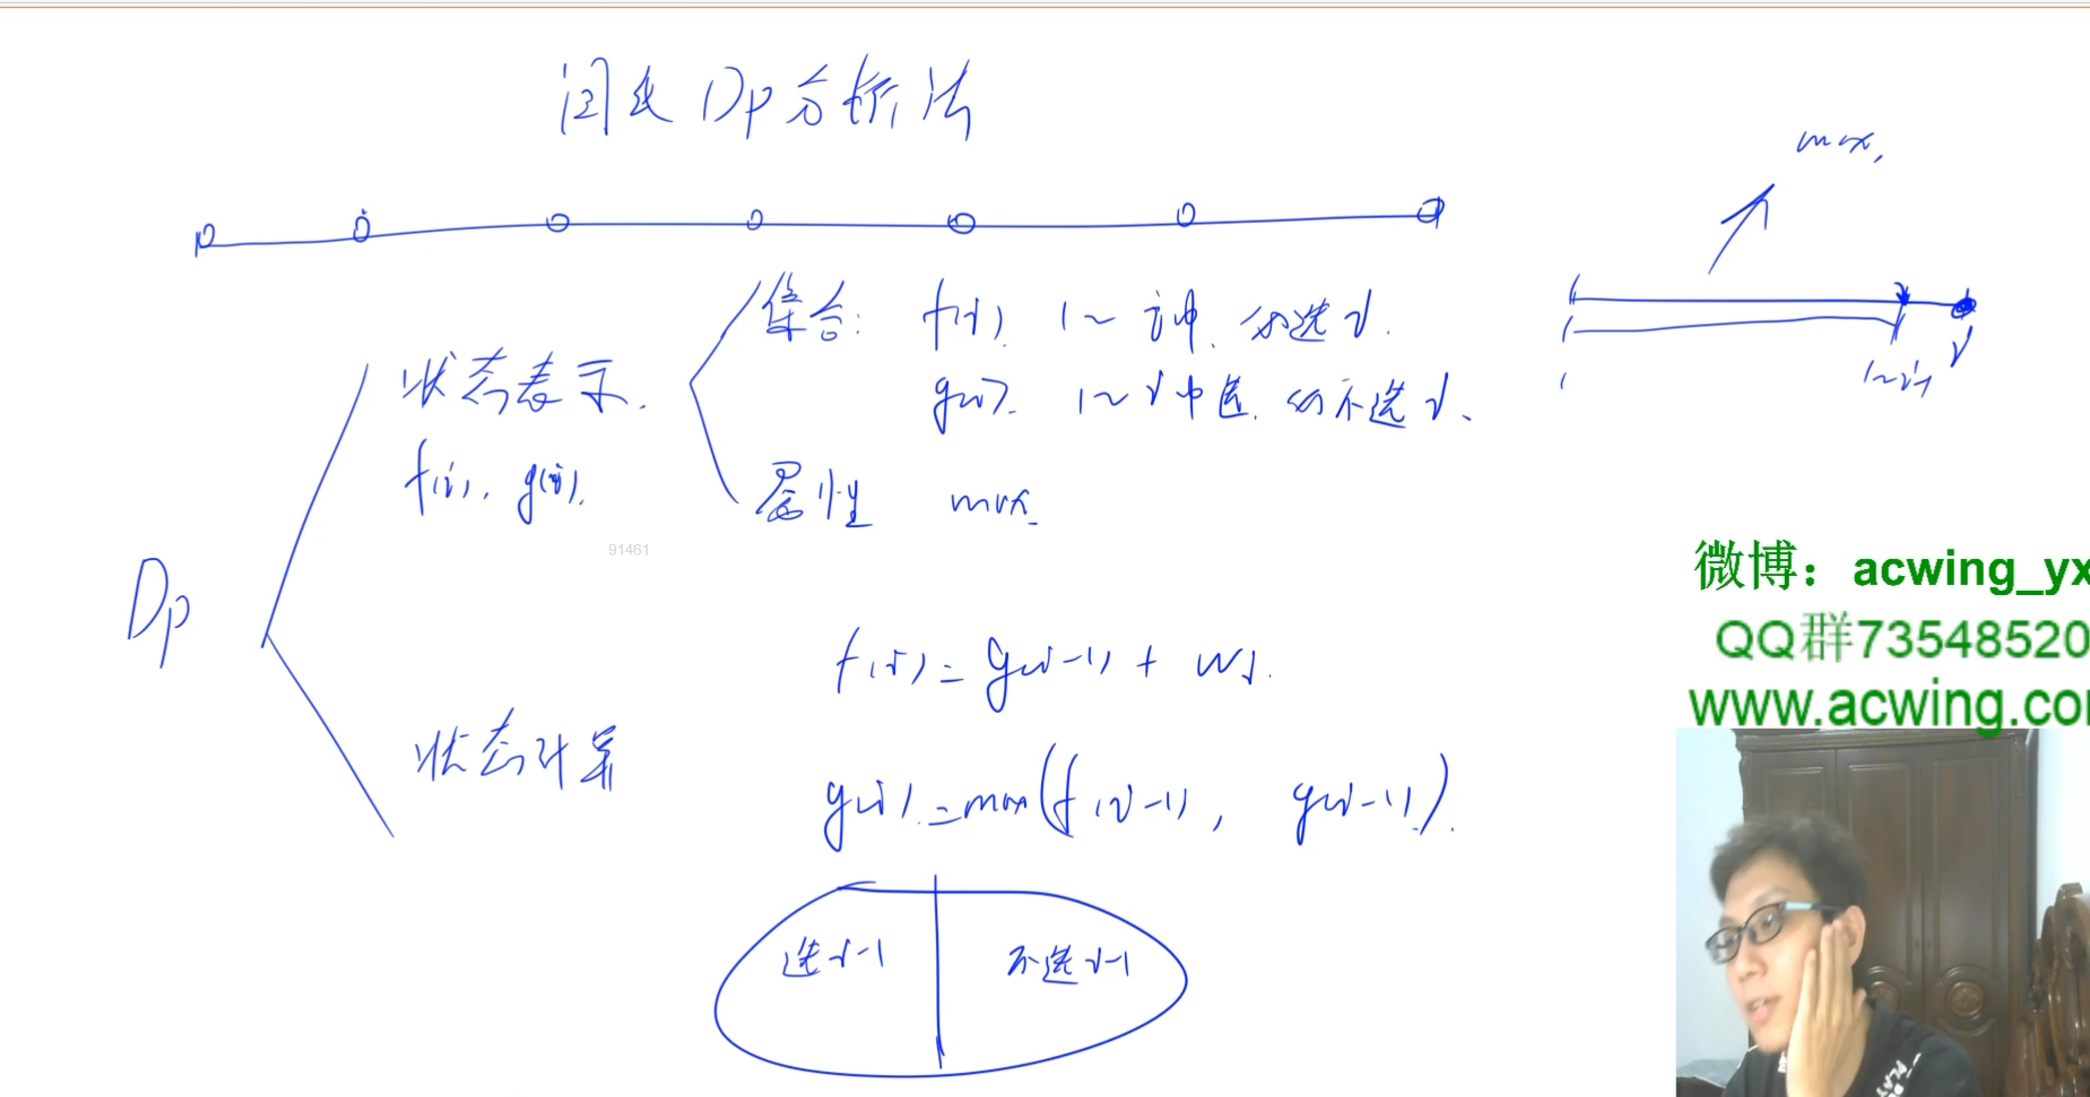 闫氏DP分析法
max.
集合: f(i) 1~i中 必选i.
g(i) 1~i中选 必不选i.
1 1~i-1 i
状态表示.
f(i), g(i).
属性 max
91461
DP
f(i) = g(i-1) + wi.
状态计算
g(i) = max(f(i-1), g(i-1)).
选i-1 不选i-1
微博：acwing_yx
QQ群73548520
www.acwing.co